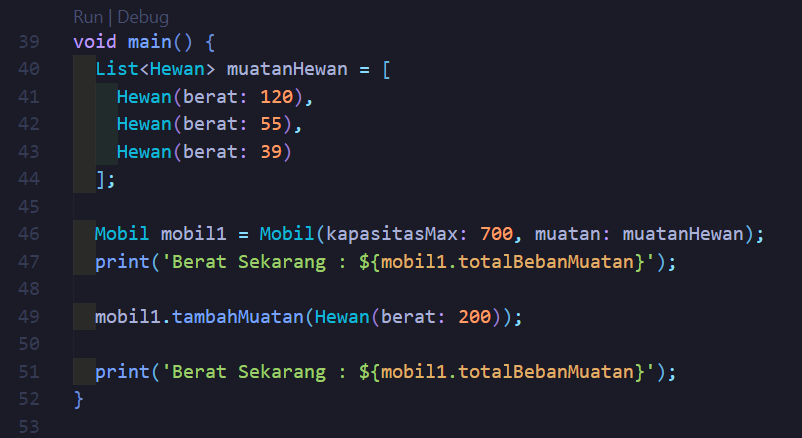 Run | Debug
39 void main() {
40 List<Hewan> muatanHewan = [
41 Hewan(berat: 120),
42 Hewan(berat: 55),
43 Hewan(berat: 39)
44 ];
45
46 Mobil mobil1 = Mobil(kapasitasMax: 700, muatan: muatanHewan);
47 print('Berat Sekarang : ${mobil1.totalBebanMuatan}');
48
49 mobil1.tambahMuatan(Hewan(berat: 200));
50
51 print('Berat Sekarang : ${mobil1.totalBebanMuatan}');
52 }
53